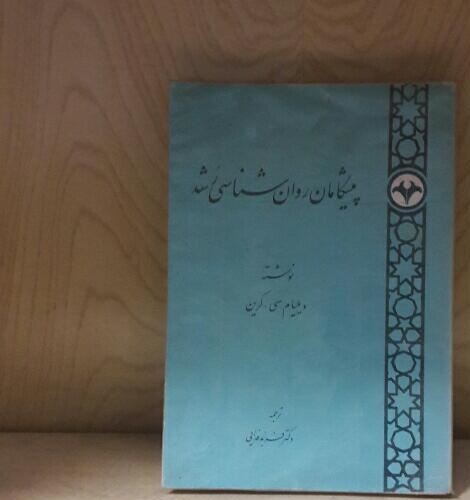 پیشگامان روان‌شناسی رشد
نوشته
ویلیام سی. کرین
ترجمه
دکتر فربد فدائی